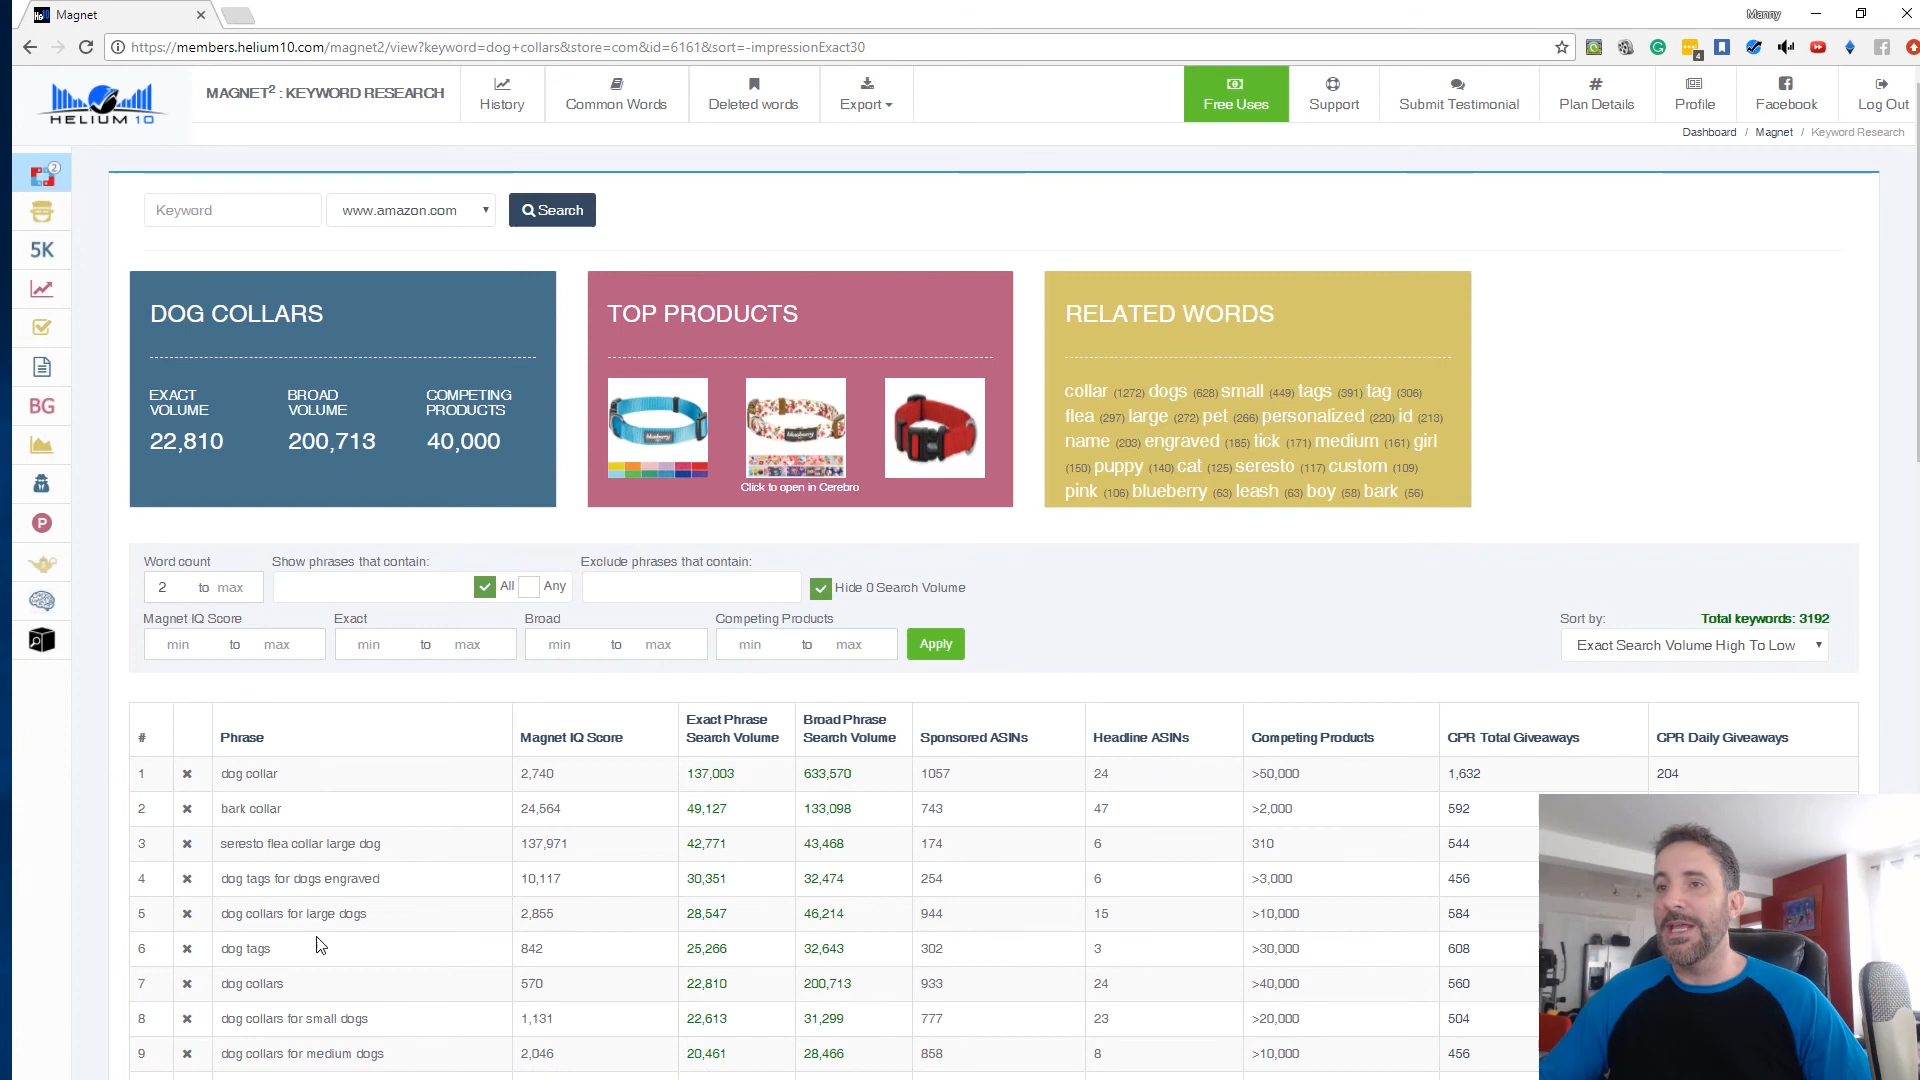 Magnet
Manny
https://members.helium10.com/magnet2/view?keyword=dog+collars&store=com&id=6161&sort=-impressionExact30
4
HELIUM 10
MAGNET2 : KEYWORD RESEARCH
History
Common Words
Deleted words
Export
Free Uses
Support
Submit Testimonial
Plan Details
Profile
Facebook
Log Out
Dashboard / Magnet / Keyword Research
2
5K
BG
P
Keyword
www.amazon.com
Search
DOG COLLARS
EXACT VOLUME
22,810
BROAD VOLUME
200,713
COMPETING PRODUCTS
40,000
TOP PRODUCTS
blueberry
blueberry
Click to open in Cerebro
RELATED WORDS
collar (1272) dogs (628) small (449) tags (391) tag (306)
flea (297) large (272) pet (266) personalized (220) id (213)
name (203) engraved (185) tick (171) medium (161) girl
(150) puppy (140) cat (125) seresto (117) custom (109)
pink (106) blueberry (63) leash (63) boy (58) bark (56)
Word count
2 to max
Show phrases that contain:
All Any
Exclude phrases that contain:
Hide 0 Search Volume
Magnet IQ Score
min to max
Exact
min to max
Broad
min to max
Competing Products
min to max
Apply
Sort by:
Total keywords: 3192
Exact Search Volume High To Low
# Phrase Magnet IQ Score Exact Phrase Search Volume Broad Phrase Search Volume Sponsored ASINs Headline ASINs Competing Products CPR Total Giveaways CPR Daily Giveaways
1 dog collar 2,740 137,003 633,570 1057 24 >50,000 1,632 204
2 bark collar 24,564 49,127 133,098 743 47 >2,000 592
3 seresto flea collar large dog 137,971 42,771 43,468 174 6 310 544
4 dog tags for dogs engraved 10,117 30,351 32,474 254 6 >3,000 456
5 dog collars for large dogs 2,855 28,547 46,214 944 15 >10,000 584
6 dog tags 842 25,266 32,643 302 3 >30,000 608
7 dog collars 570 22,810 200,713 933 24 >40,000 560
8 dog collars for small dogs 1,131 22,613 31,299 777 23 >20,000 504
9 dog collars for medium dogs 2,046 20,461 28,466 858 8 >10,000 456